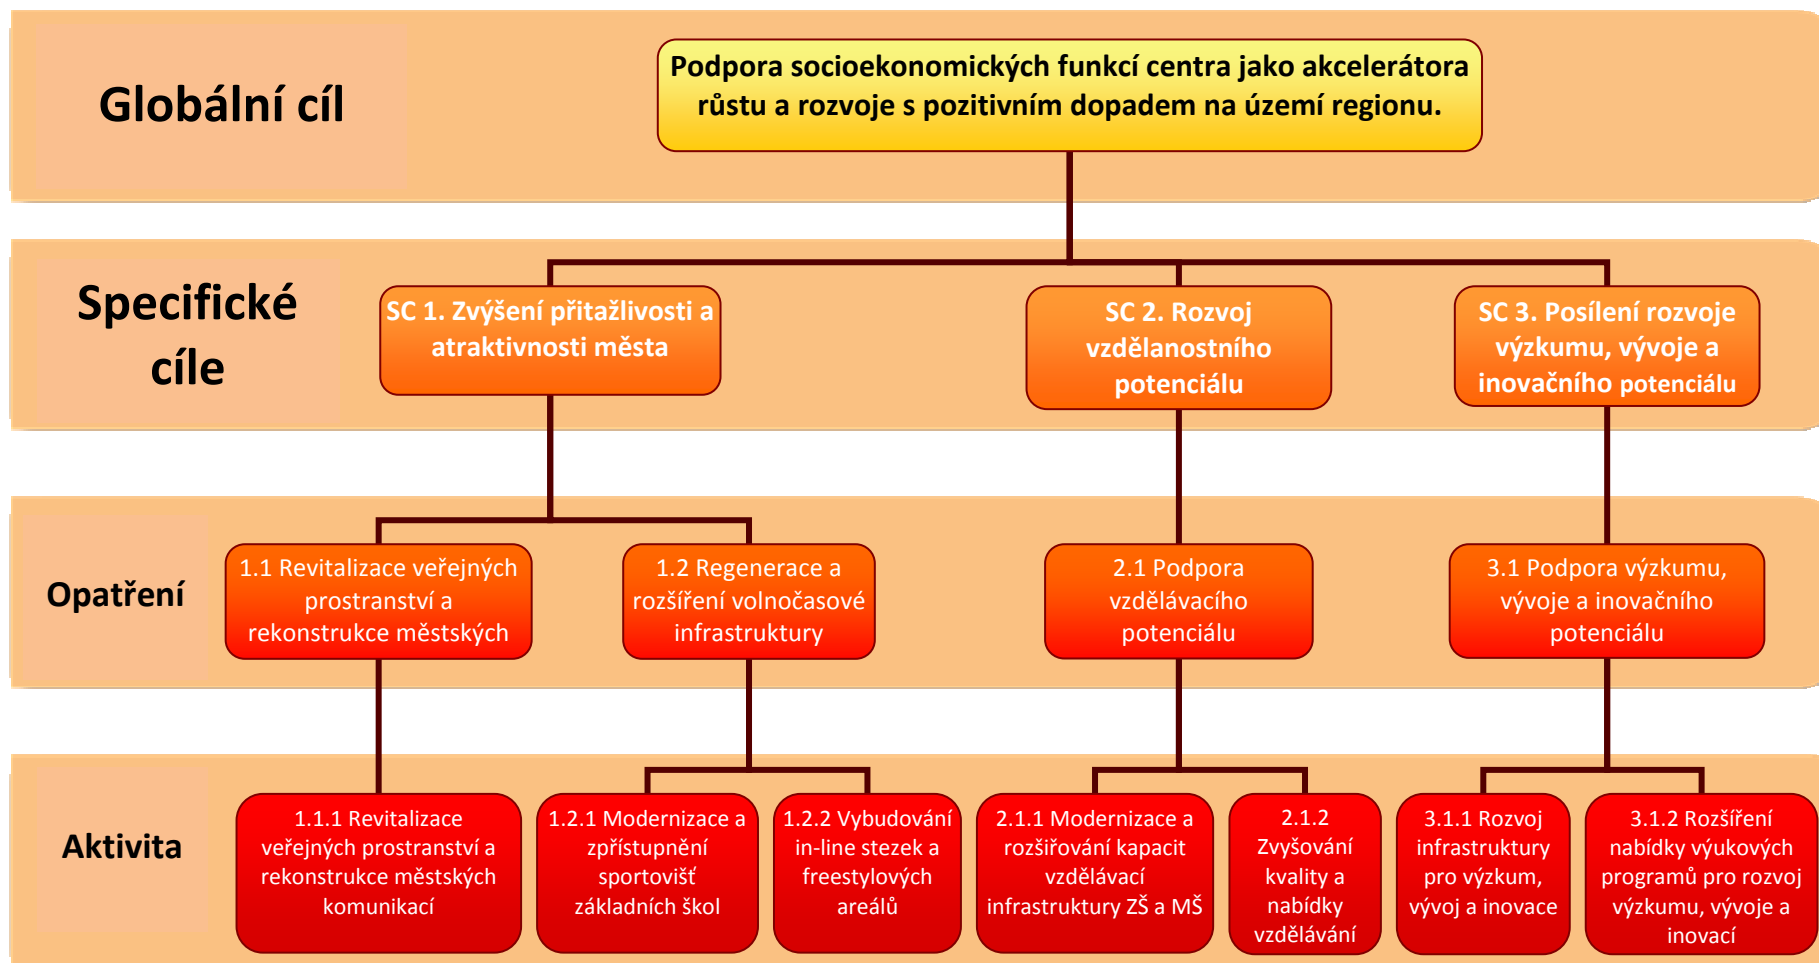 Globální cíl
Podpora socioekonomických funkcí centra jako akcelerátora
růstu a rozvoje s pozitivním dopadem na území regionu.
Specifické
cíle
SC 1. Zvýšení přitažlivosti a
atraktivnosti města
SC 2. Rozvoj
vzdělanostního
potenciálu
SC 3. Posílení rozvoje
výzkumu, vývoje a
inovačního potenciálu
Opatření
1.1 Revitalizace veřejných
prostranství a
rekonstrukce městských
1.2 Regenerace a
rozšíření volnočasové
infrastruktury
2.1 Podpora
vzdělávacího
potenciálu
3.1 Podpora výzkumu,
vývoje a inovačního
potenciálu
Aktivita
1.1.1 Revitalizace
veřejných prostranství a
rekonstrukce městských
komunikací
1.2.1 Modernizace a
zpřístupnění
sportovišť
základních škol
1.2.2 Vybudování
in-line stezek a
freestylových
areálů
2.1.1 Modernizace a
rozšiřování kapacit
vzdělávací
infrastruktury ZŠ a MŠ
2.1.2
Zvyšování
kvality a
nabídky
vzdělávání
3.1.1 Rozvoj
infrastruktury
pro výzkum,
vývoj a inovace
3.1.2 Rozšíření
nabídky výukových
programů pro rozvoj
výzkumu, vývoje a
inovací